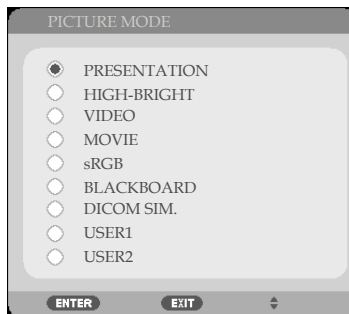 PICTURE MODE
PRESENTATION
HIGH-BRIGHT
VIDEO
MOVIE
sRGB
BLACKBOARD
DICOM SIM.
USER1
USER2
ENTER EXIT